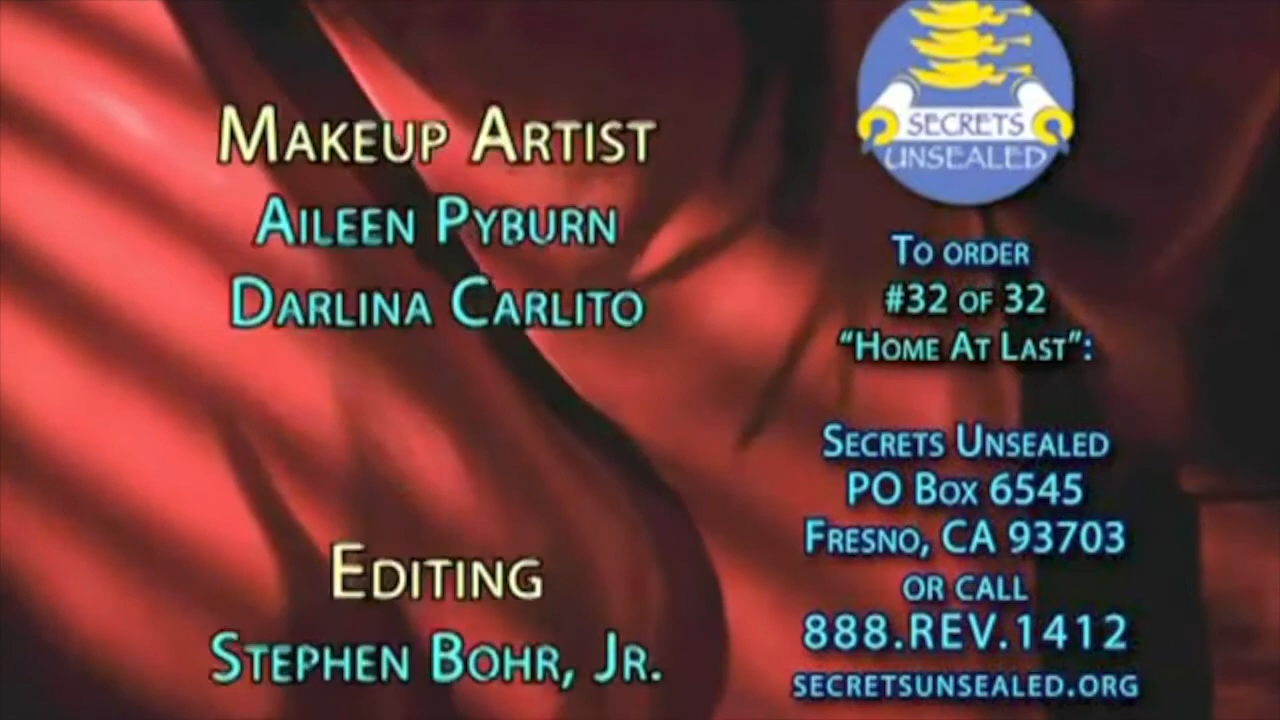 Makeup Artist
Aileen Pyburn
Darlina Carlito
Editing
Stephen Bohr, Jr.
SECRETS
UNSEALED
To order
#32 of 32
“Home At Last”:
Secrets Unsealed
PO Box 6545
Fresno, CA 93703
or call
888.REV.1412
secretsunsealed.org